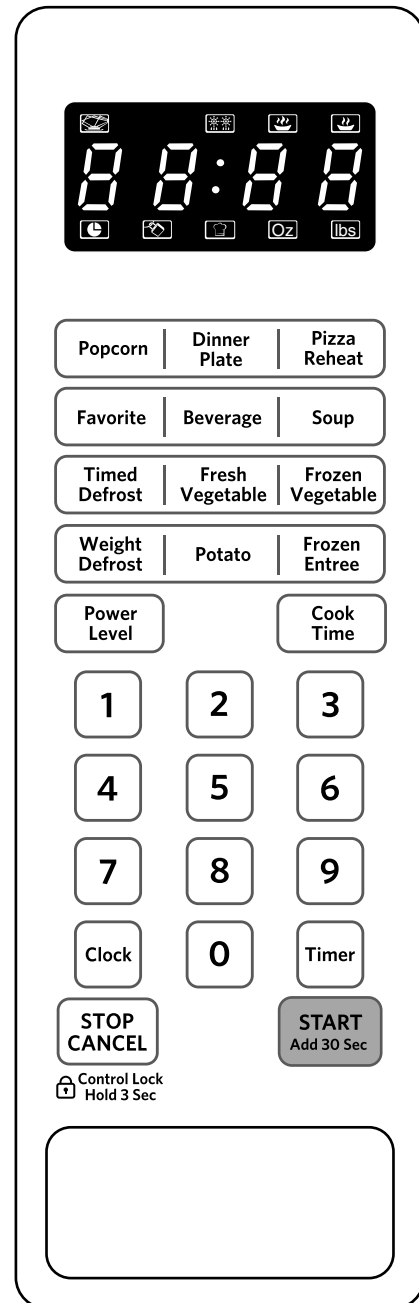 88:88
Oz lbs
Popcorn Dinner Plate Pizza Reheat
Favorite Beverage Soup
Timed Defrost Fresh Vegetable Frozen Vegetable
Weight Defrost Potato Frozen Entree
Power Level Cook Time
1 2 3
4 5 6
7 8 9
Clock 0 Timer
STOP CANCEL START Add 30 Sec
Control Lock
Hold 3 Sec